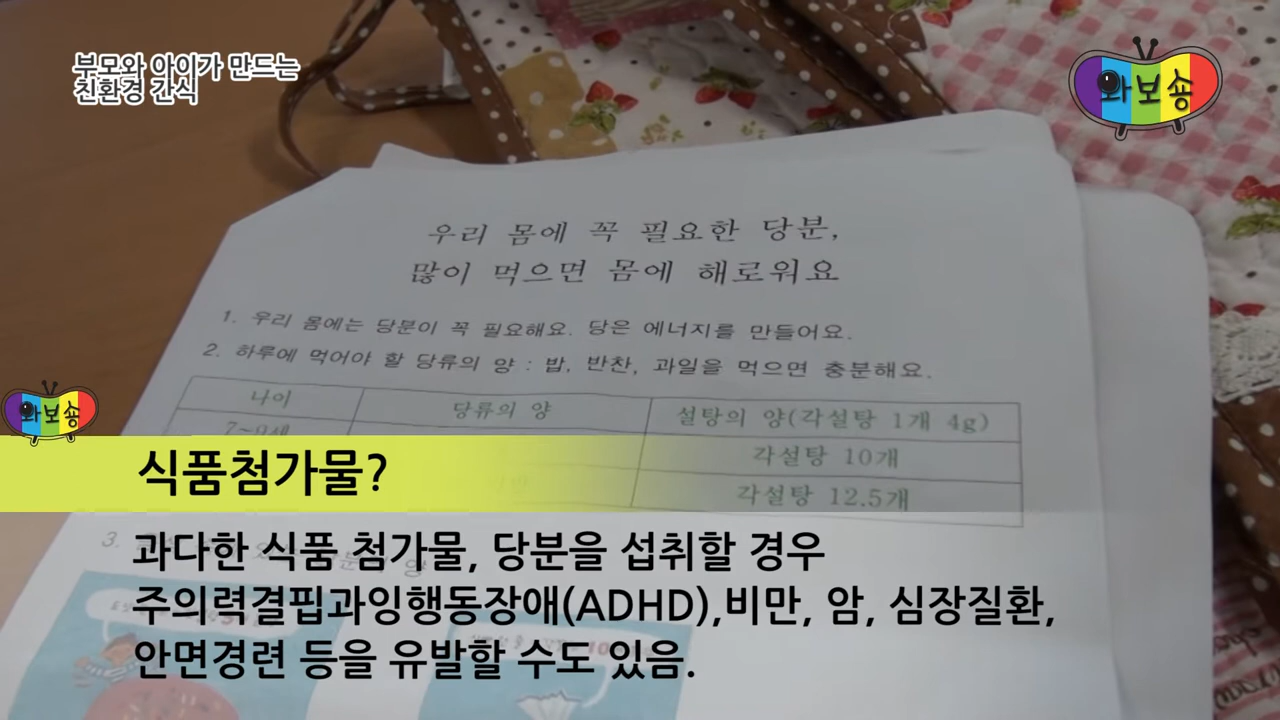 부모와 아이가 만드는
친환경 간식
와보숑
우리 몸에 꼭 필요한 당분,
많이 먹으면 몸에 해로워요
1. 우리 몸에는 당분이 꼭 필요해요. 당은 에너지를 만들어요.
2. 하루에 먹어야 할 당류의 양 : 밥, 반찬, 과일을 먹으면 충분해요.
나이 당류의 양 설탕의 양(각설탕 1개 4g)
7~9세 각설탕 10개
각설탕 12.5개
와보숑
식품첨가물?
3.
과다한 식품 첨가물, 당분을 섭취할 경우
주의력결핍과잉행동장애(ADHD),비만, 암, 심장질환,
안면경련 등을 유발할 수도 있음.